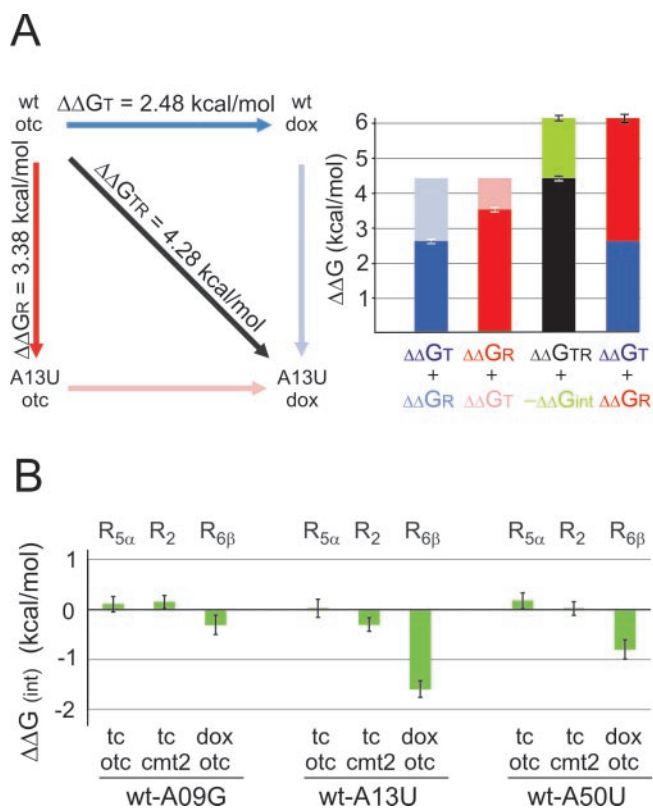 A
wt
otc
ΔΔGT = 2.48 kcal/mol
wt
dox
ΔΔGR = 3.38 kcal/mol
ΔΔGTR = 4.28 kcal/mol
A13U
otc
A13U
dox
ΔΔG (kcal/mol)
6
5
4
3
2
1
ΔΔGT ΔΔGR ΔΔGTR ΔΔGT
+ + + +
ΔΔGR ΔΔGT −ΔΔGint ΔΔGR
B
R5α R2 R6β R5α R2 R6β R5α R2 R6β
ΔΔG (int) (kcal/mol)
1
0
-1
-2
tc tc dox tc tc dox tc tc dox
otc cmt2 otc otc cmt2 otc otc cmt2 otc
wt-A09G wt-A13U wt-A50U